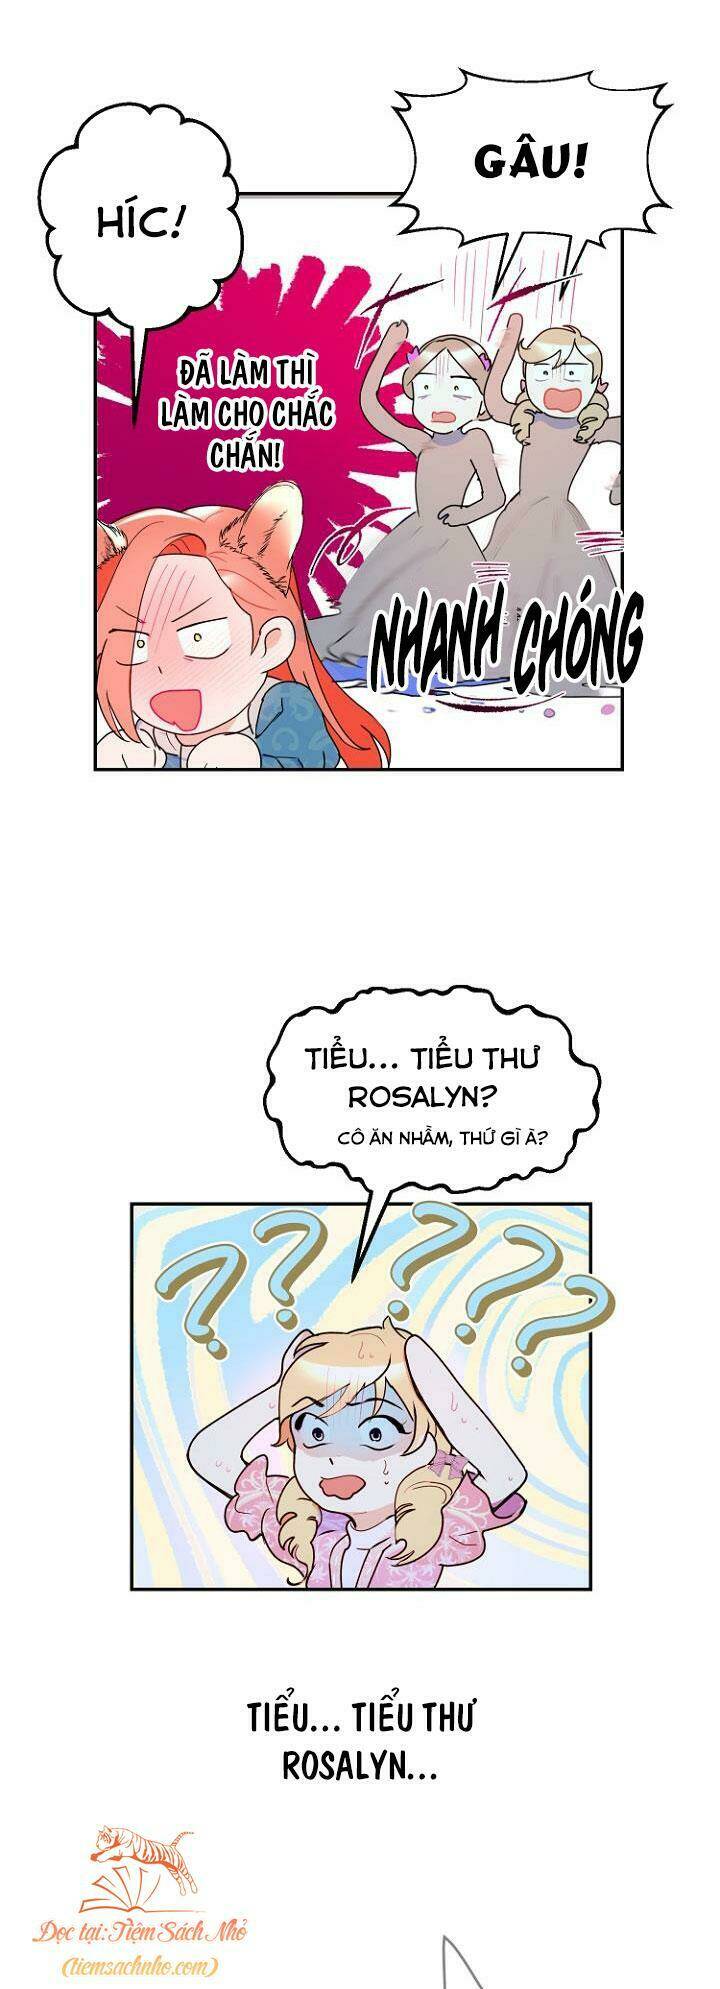 GÂU!
HÍC!
ĐÃ LÀM THÌ
LÀM CHO CHẮC
CHẮN!
NHANH CHÓNG
TIỂU... TIỂU THƯ
ROSALYN?
CÔ ĂN NHẦM, THỨ GÌ À?
? ? ? ? ? ?
TIỂU... TIỂU THƯ
ROSALYN...
Đọc tại: Tiệm Sách Nhỏ
(tiemsachnho.com)